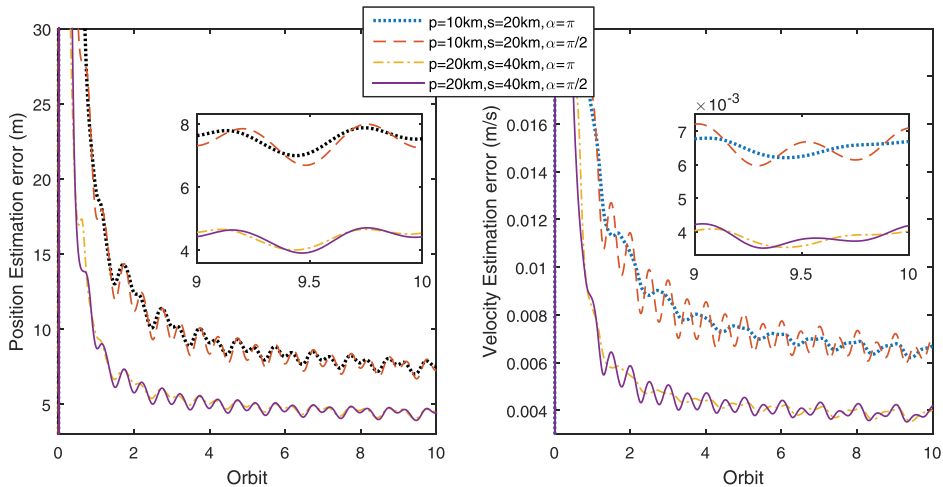 p=10km,s=20km,α=π
p=10km,s=20km,α=π/2
p=20km,s=40km,α=π
p=20km,s=40km,α=π/2
Position Estimation error (m)
30
25
20
15
10
5
0 2 4 6 8 10
Orbit
8
6
4
9 9.5 10
Velocity Estimation error (m/s)
0.016
0.014
0.012
0.01
0.008
0.006
0.004
0 2 4 6 8 10
Orbit
×10⁻³
7
6
5
4
9 9.5 10